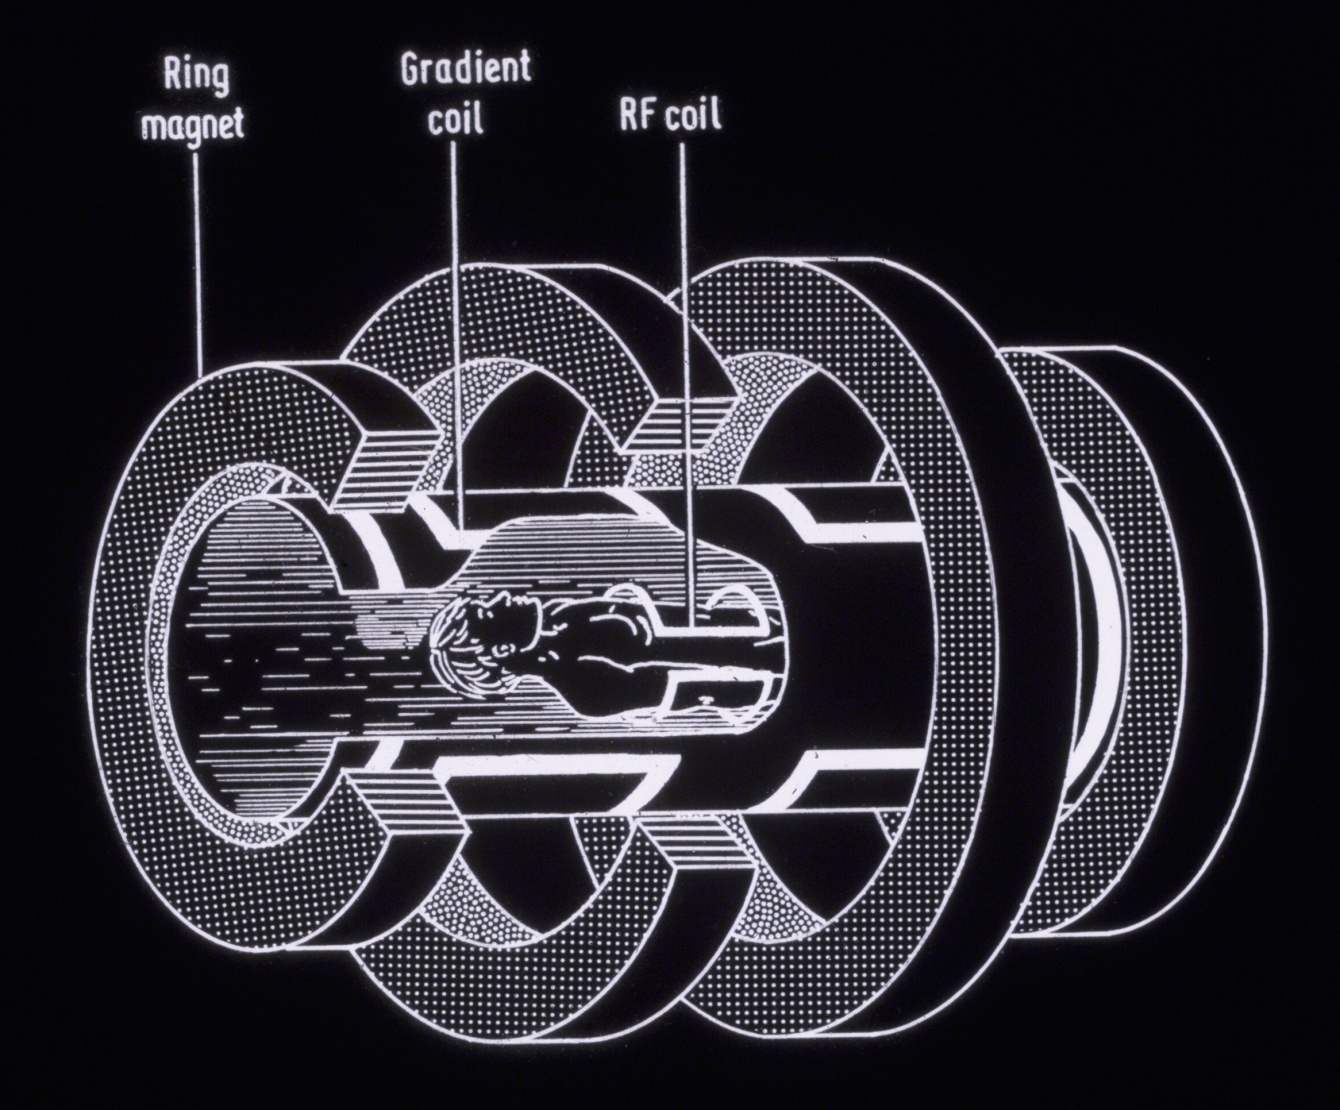 Ring
magnet
Gradient
coil
RF coil